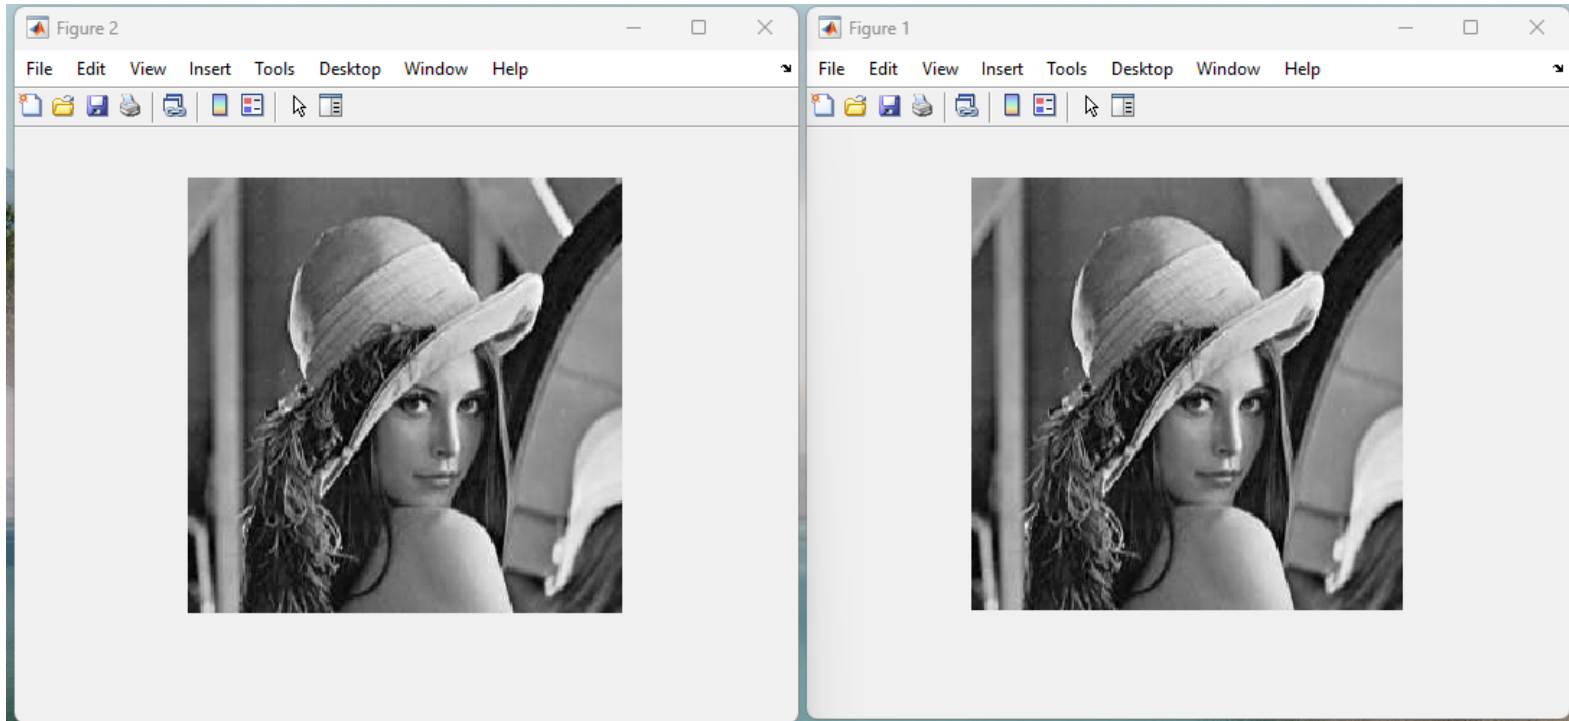 Figure 2
File Edit View Insert Tools Desktop Window Help
Figure 1
File Edit View Insert Tools Desktop Window Help